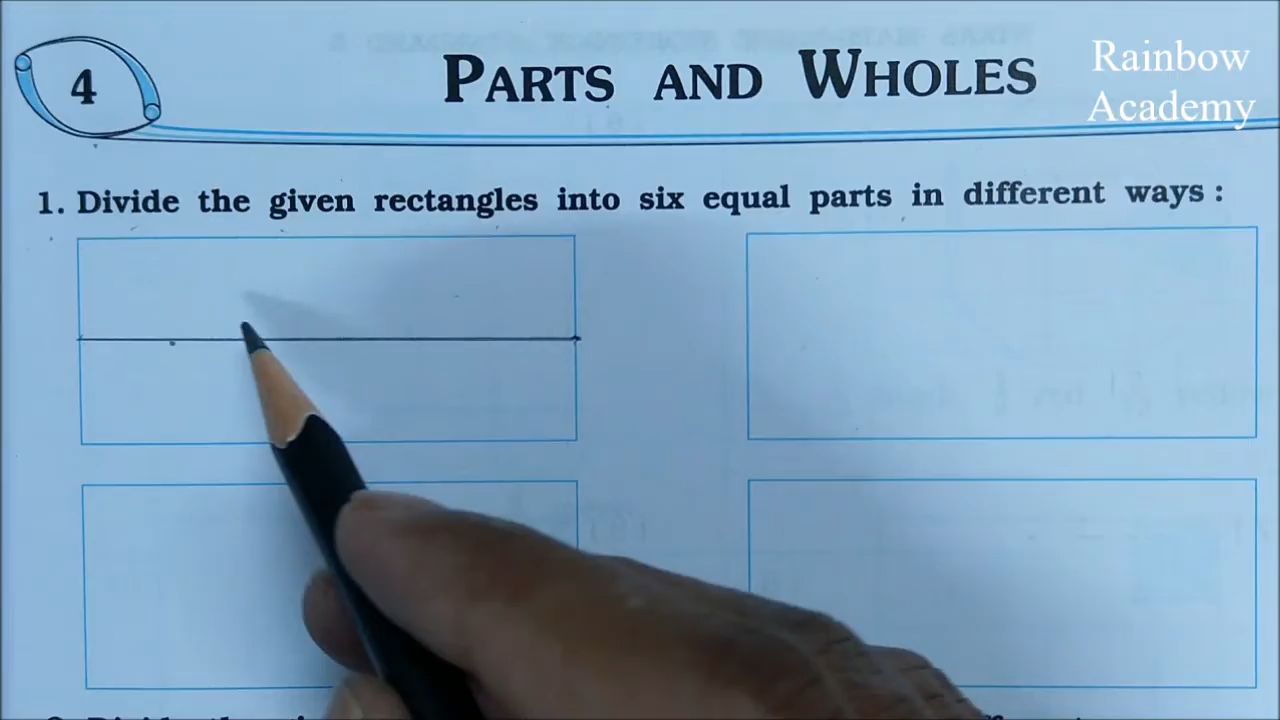 4
PARTS AND WHOLES
Rainbow
Academy
1. Divide the given rectangles into six equal parts in different ways :